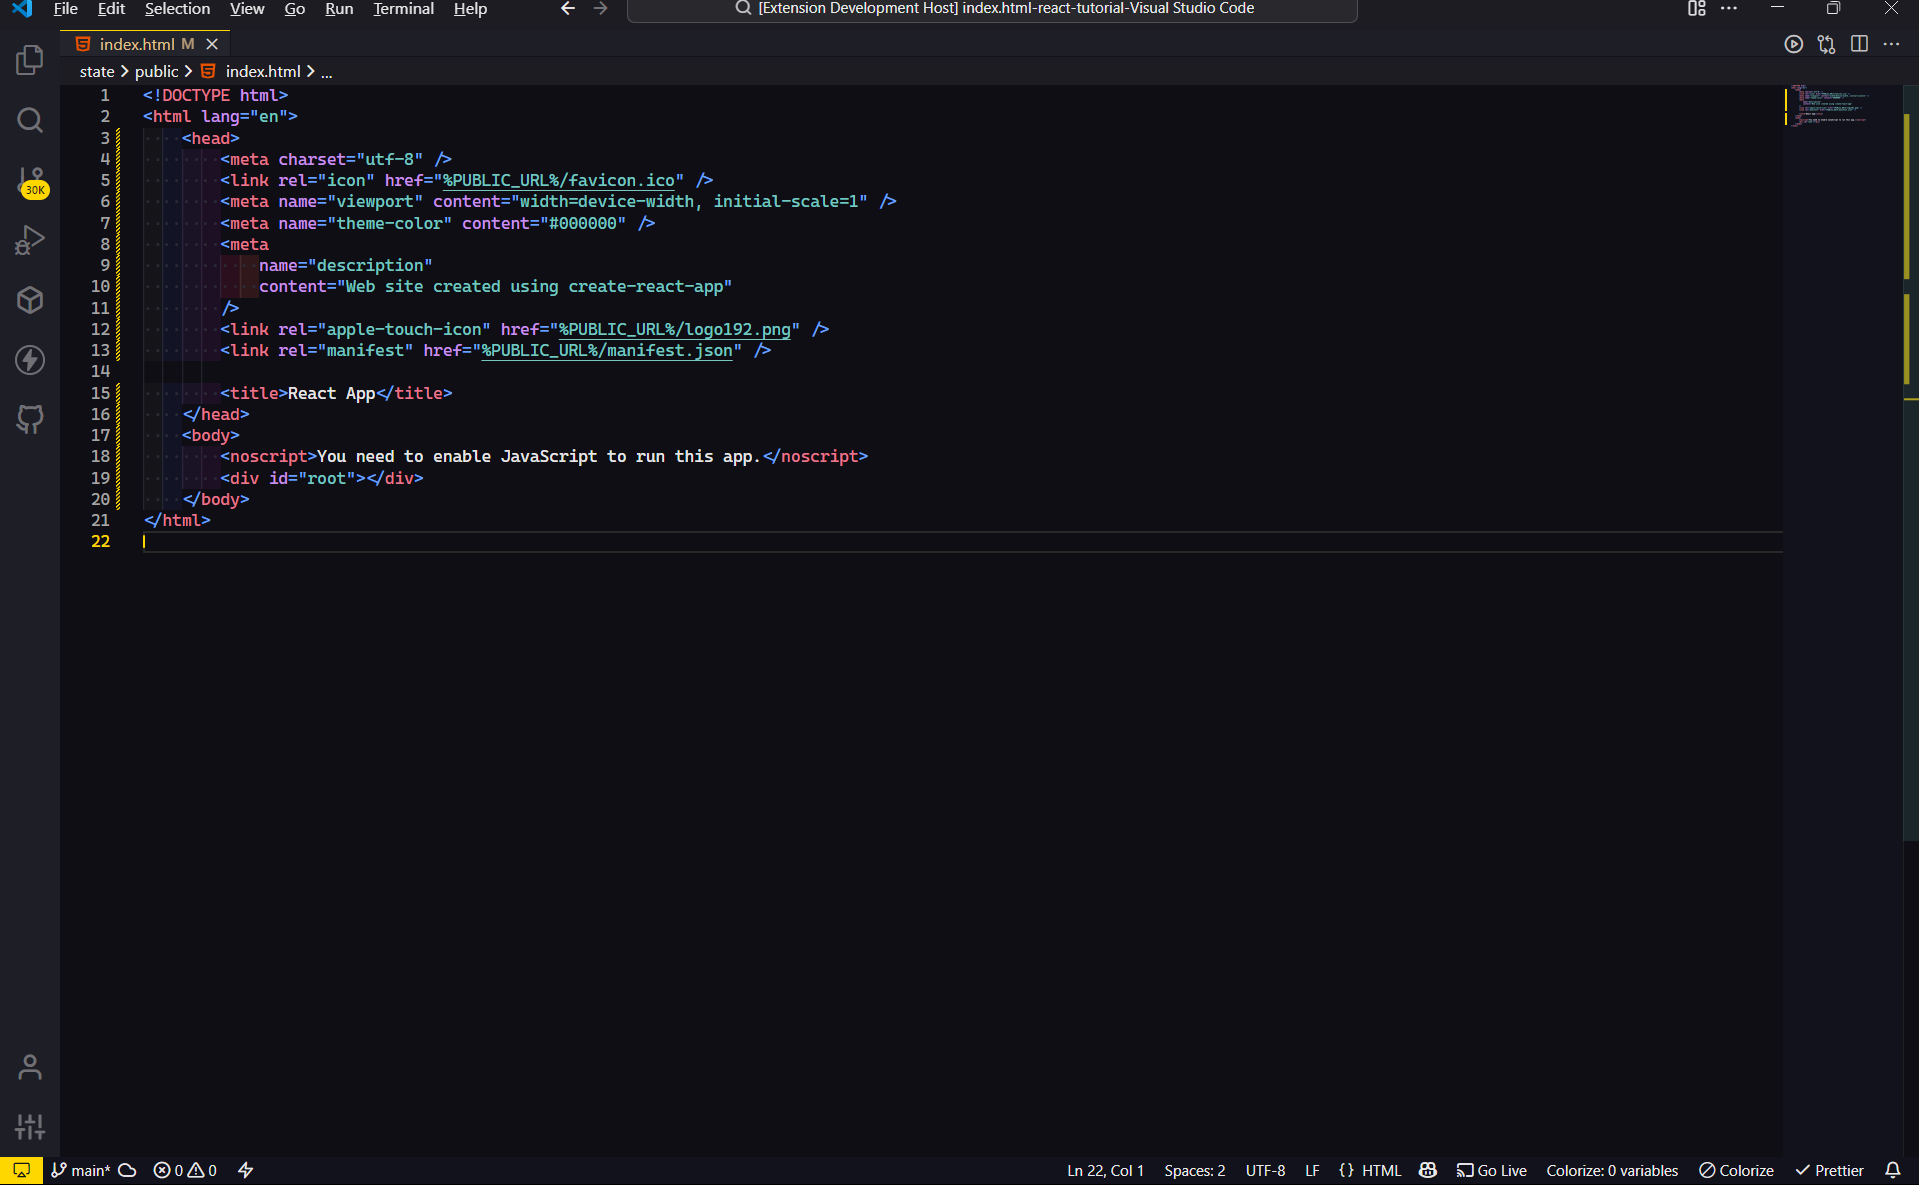 File Edit Selection View Go Run Terminal Help [Extension Development Host] index.html-react-tutorial-Visual Studio Code
index.html M
state public index.html ...
1 <!DOCTYPE html>
2 <html lang="en">
3 <head>
4 <meta charset="utf-8" />
5 <link rel="icon" href="%PUBLIC_URL%/favicon.ico" />
6 <meta name="viewport" content="width=device-width, initial-scale=1" />
7 <meta name="theme-color" content="#000000" />
8 <meta
9 name="description"
10 content="Web site created using create-react-app"
11 />
12 <link rel="apple-touch-icon" href="%PUBLIC_URL%/logo192.png" />
13 <link rel="manifest" href="%PUBLIC_URL%/manifest.json" />
14
15 <title>React App</title>
16 </head>
17 <body>
18 <noscript>You need to enable JavaScript to run this app.</noscript>
19 <div id="root"></div>
20 </body>
21 </html>
22
30K
main* 0 0 Ln 22, Col 1 Spaces: 2 UTF-8 LF {} HTML Go Live Colorize: 0 variables Colorize Prettier